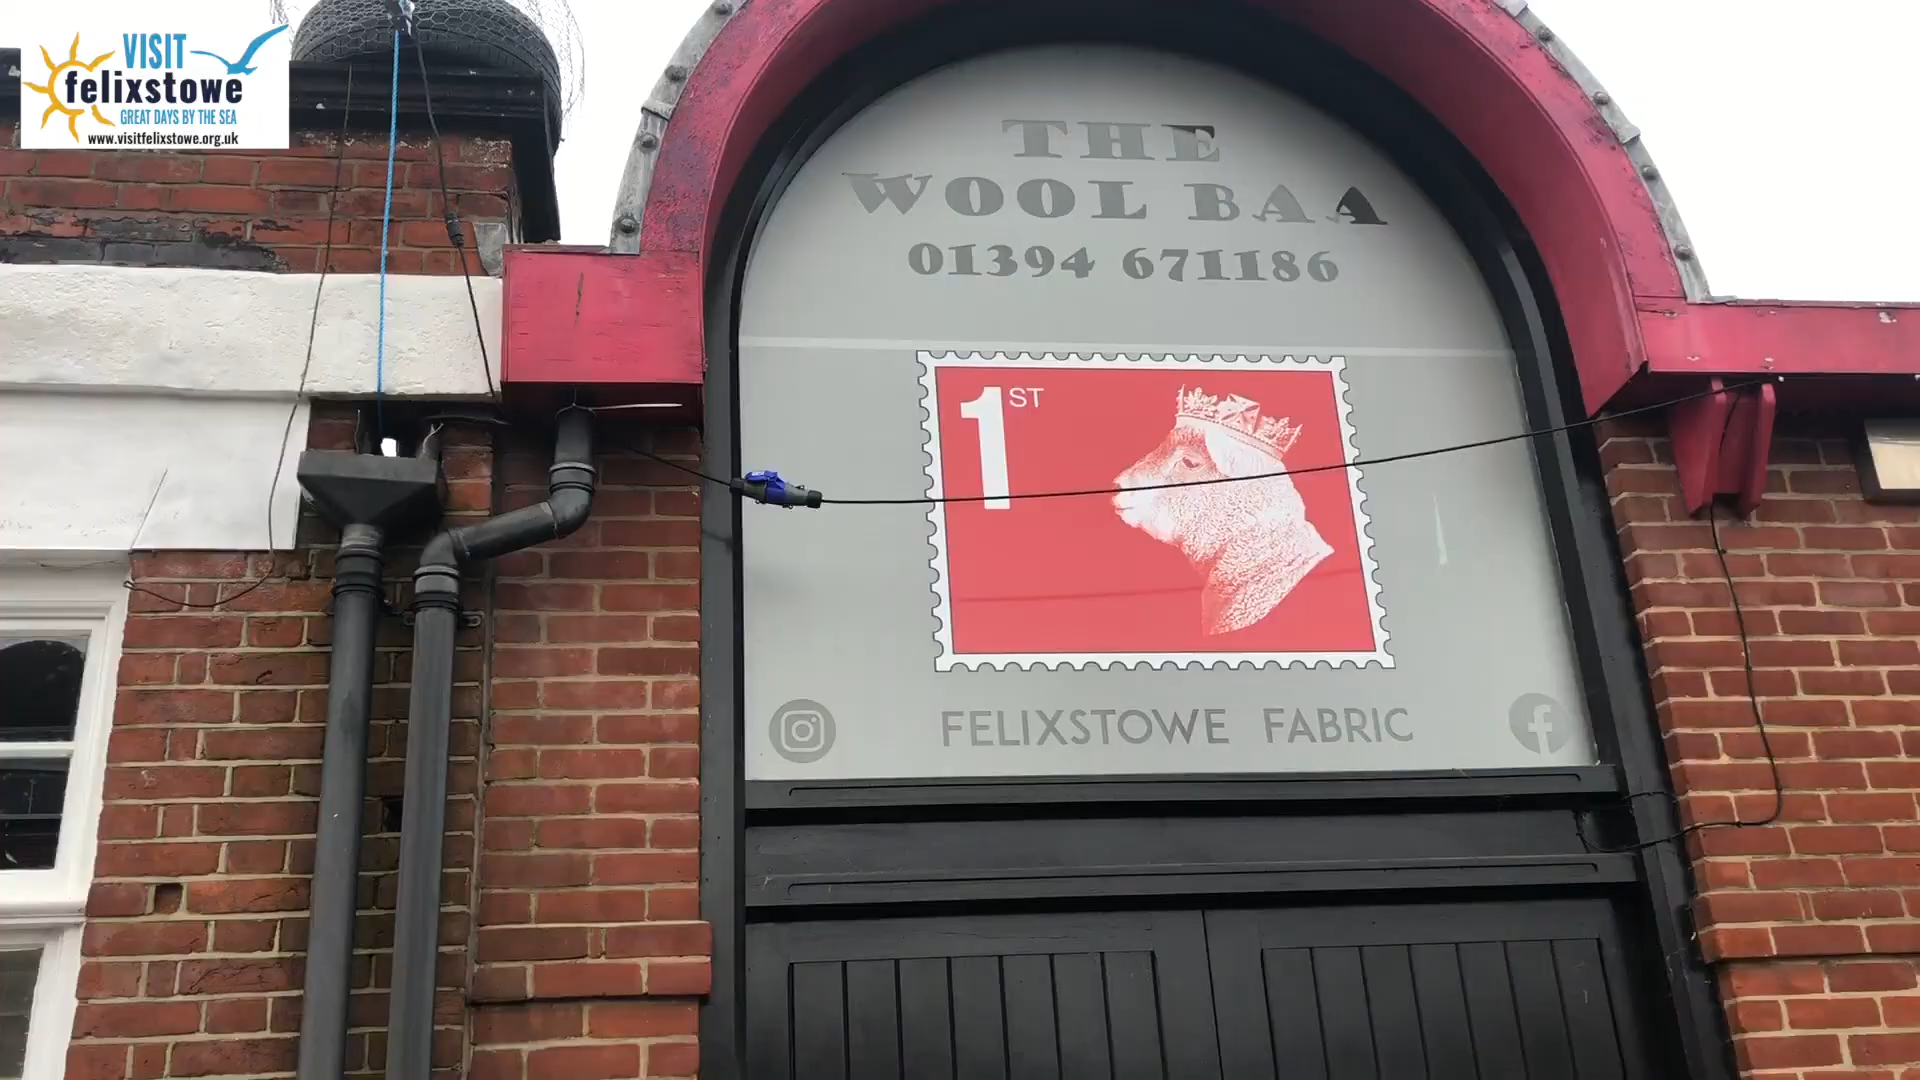 VISIT
felixstowe
GREAT DAYS BY THE SEA
www.visitfelixstowe.org.uk
THE
WOOL BAA
01394 671186
1ST
FELIXSTOWE FABRIC